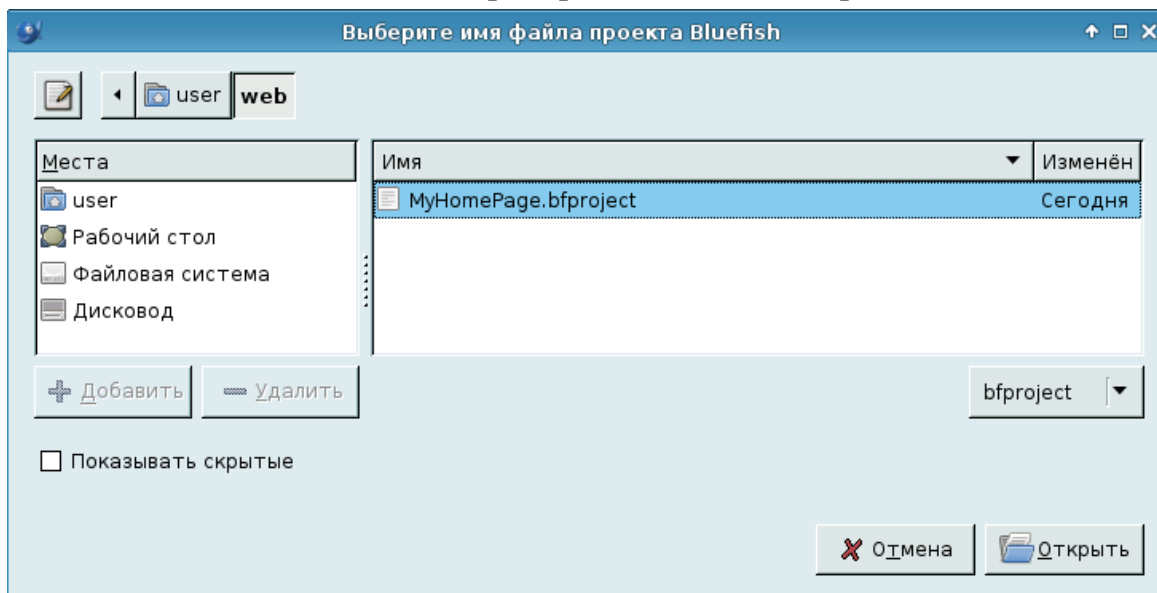 Выберите имя файла проекта Bluefish
user web
Места
Имя Изменён
user
MyHomePage.bfproject Сегодня
Рабочий стол
Файловая система
Дисковод
Добавить Удалить
bfproject
Показывать скрытые
Отмена Открыть